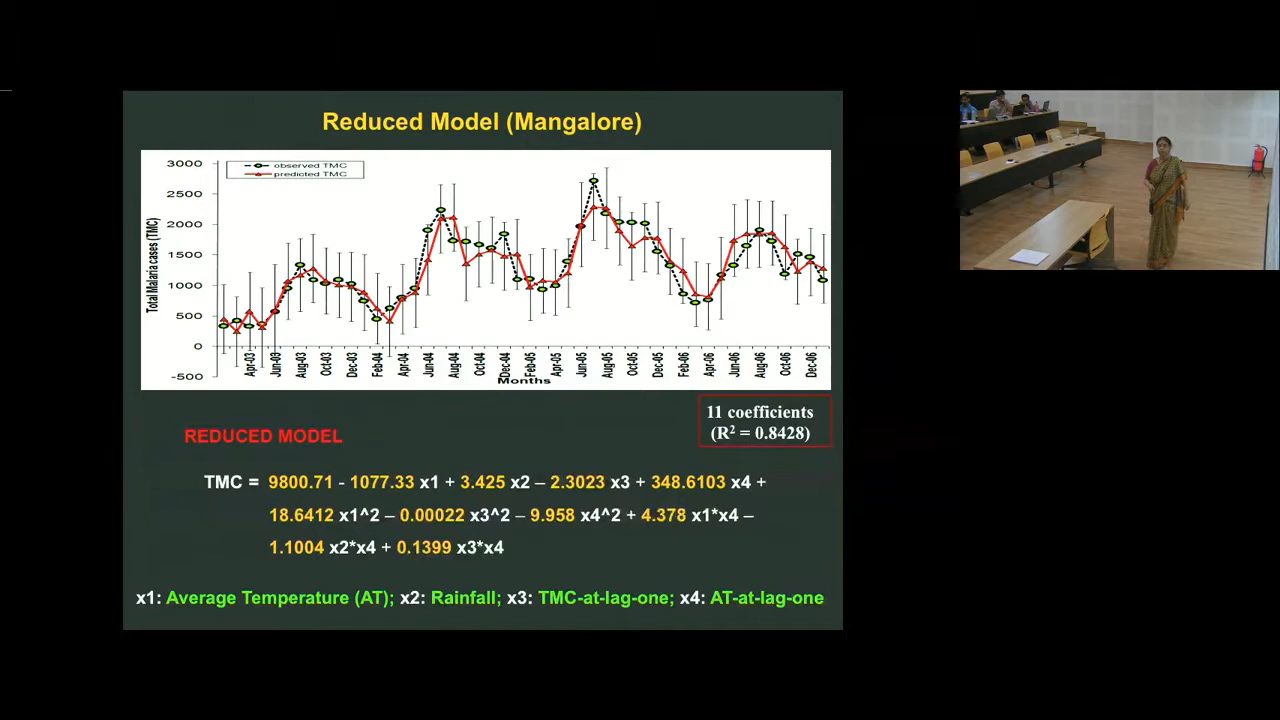 Reduced Model (Mangalore)
observed TMC
predicted TMC
3000
2500
2000
1500
1000
500
0
-500
Total Malaria cases (TMC)
Apr-03 Jun-03 Aug-03 Oct-03 Dec-03 Feb-04 Apr-04 Jun-04 Aug-04 Oct-04 Dec-04 Feb-05 Apr-05 Jun-05 Aug-05 Oct-05 Dec-05 Feb-06 Apr-06 Jun-06 Aug-06 Oct-06 Dec-06
Months
11 coefficients
(R² = 0.8428)
REDUCED MODEL
TMC = 9800.71 - 1077.33 x1 + 3.425 x2 – 2.3023 x3 + 348.6103 x4 +
18.6412 x1^2 – 0.00022 x3^2 – 9.958 x4^2 + 4.378 x1*x4 –
1.1004 x2*x4 + 0.1399 x3*x4
x1: Average Temperature (AT); x2: Rainfall; x3: TMC-at-lag-one; x4: AT-at-lag-one